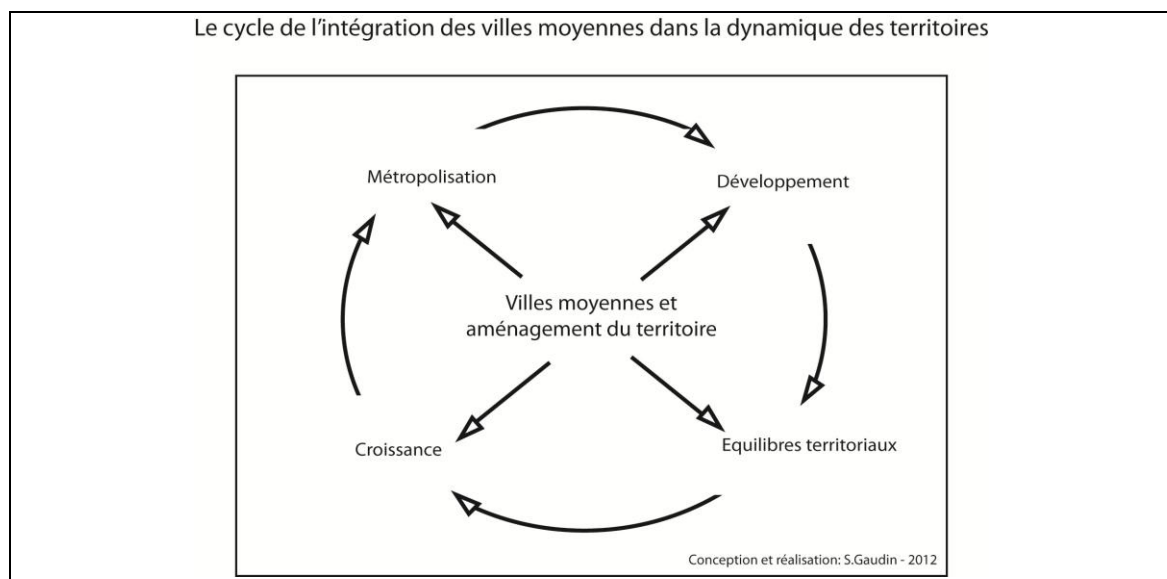 Le cycle de l'intégration des villes moyennes dans la dynamique des territoires
Métropolisation
Développement
Villes moyennes et
aménagement du territoire
Croissance
Equilibres territoriaux
Conception et réalisation: S.Gaudin - 2012